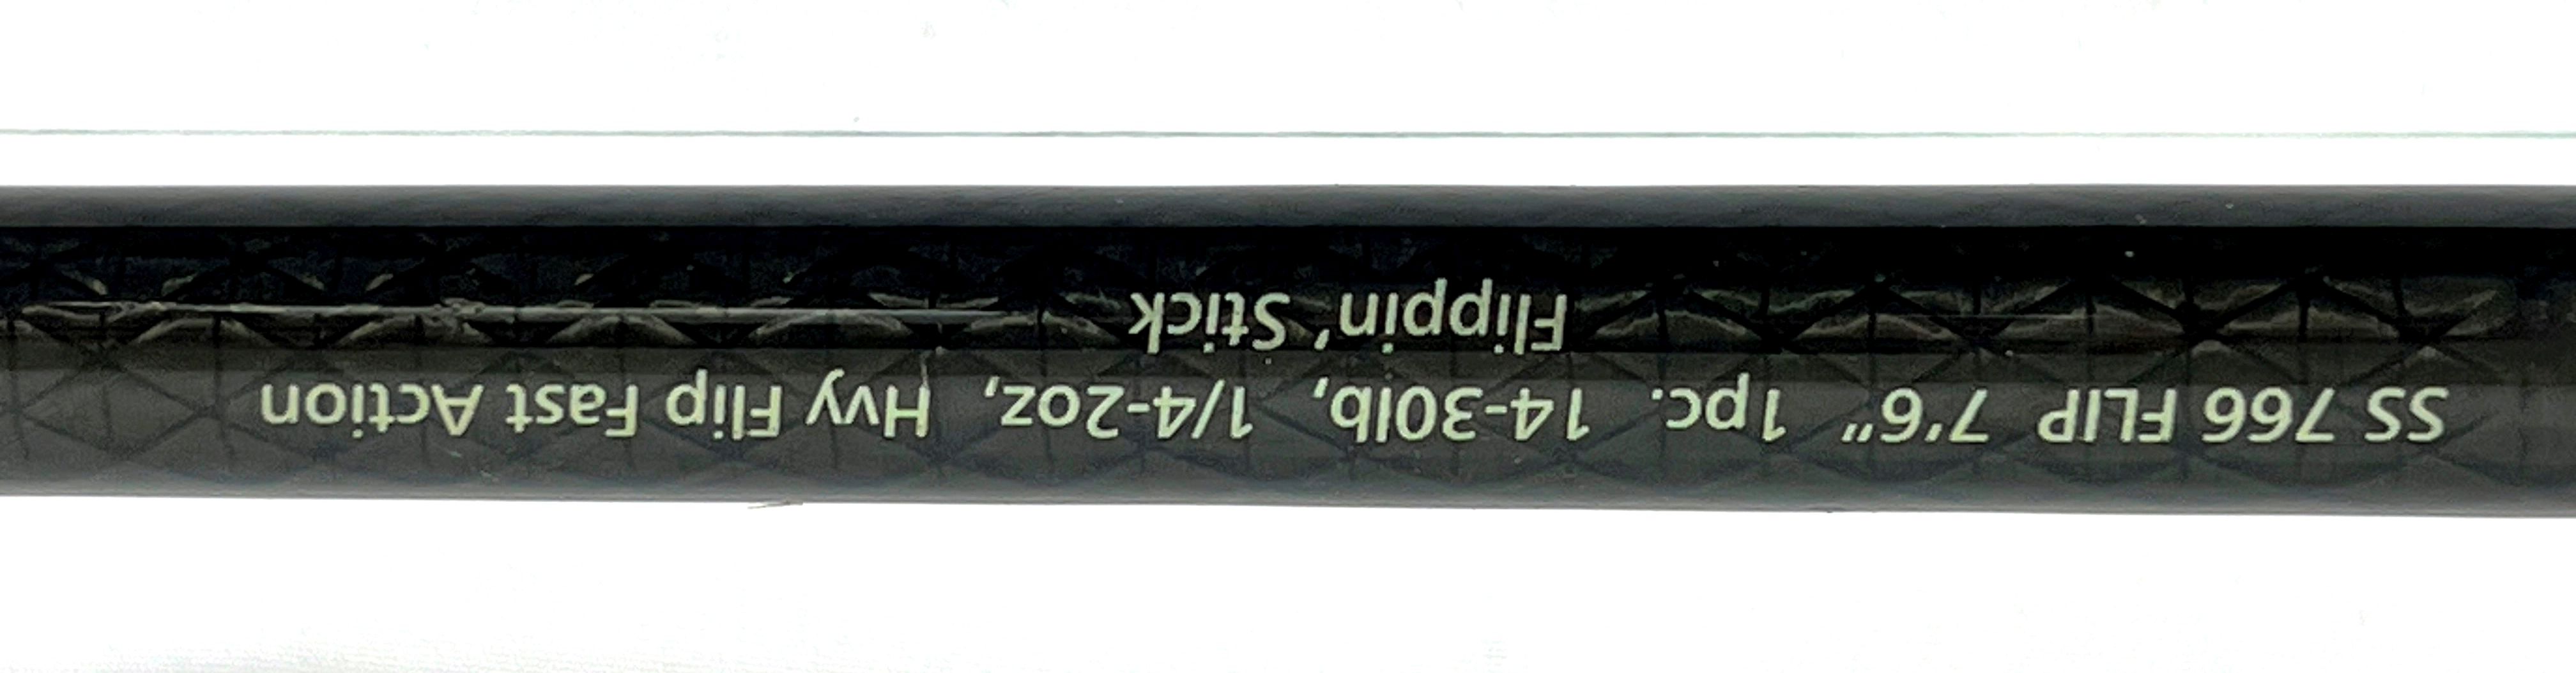 SS 766 FLIP 7'6" 1pc. 14-30lb, 1/4-2oz, Hvy Flip Fast Action
Flippin' Stick